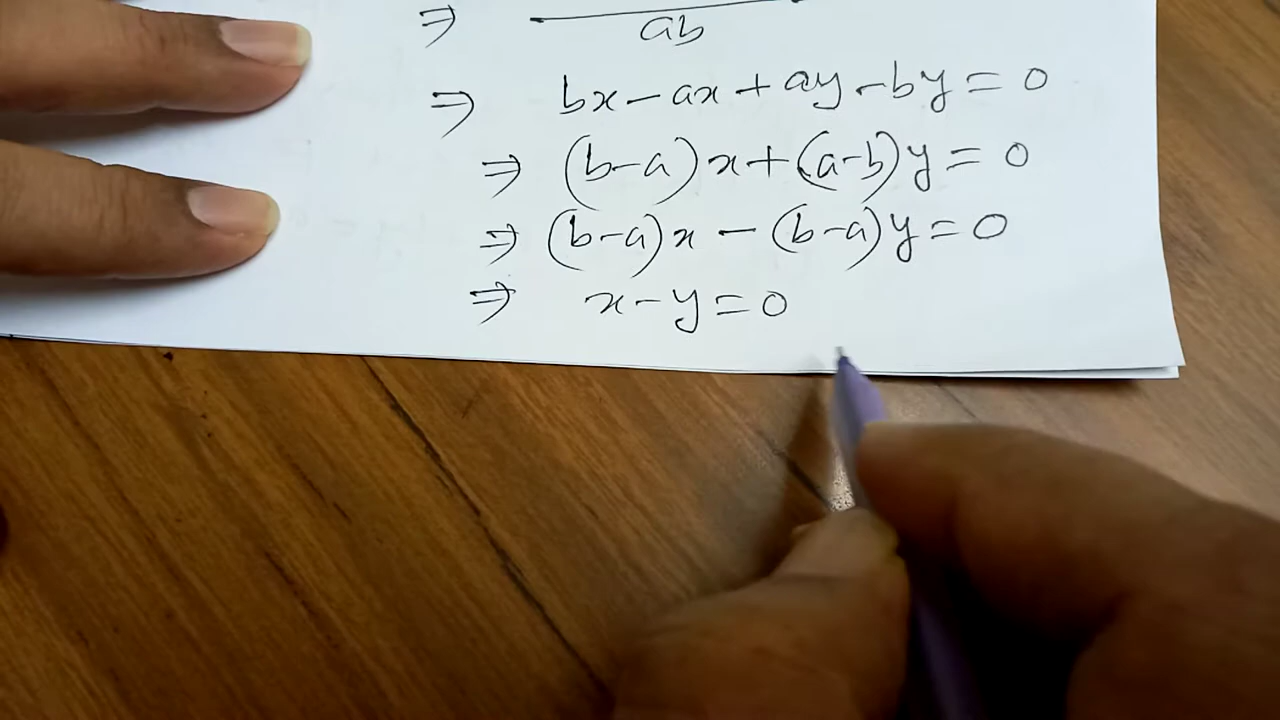 ⇒ ab
⇒ bx - ax + ay - by = 0
⇒ (b-a)x + (a-b)y = 0
⇒ (b-a)x - (b-a)y = 0
⇒ x - y = 0